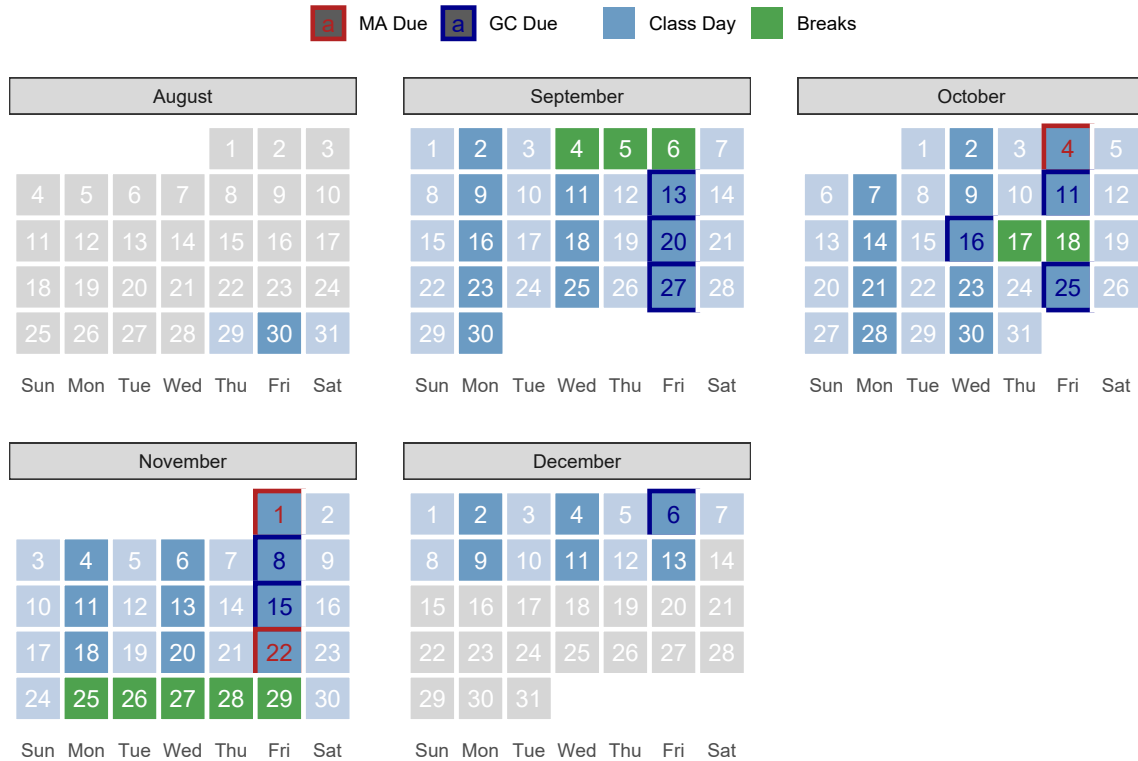 a MA Due a GC Due Class Day Breaks
August
1 2 3
4 5 6 7 8 9 10
11 12 13 14 15 16 17
18 19 20 21 22 23 24
25 26 27 28 29 30 31
Sun Mon Tue Wed Thu Fri Sat
September
1 2 3 4 5 6 7
8 9 10 11 12 13 14
15 16 17 18 19 20 21
22 23 24 25 26 27 28
29 30
Sun Mon Tue Wed Thu Fri Sat
October
1 2 3 4 5
6 7 8 9 10 11 12
13 14 15 16 17 18 19
20 21 22 23 24 25 26
27 28 29 30 31
Sun Mon Tue Wed Thu Fri Sat
November
1 2
3 4 5 6 7 8 9
10 11 12 13 14 15 16
17 18 19 20 21 22 23
24 25 26 27 28 29 30
Sun Mon Tue Wed Thu Fri Sat
December
1 2 3 4 5 6 7
8 9 10 11 12 13 14
15 16 17 18 19 20 21
22 23 24 25 26 27 28
29 30 31
Sun Mon Tue Wed Thu Fri Sat